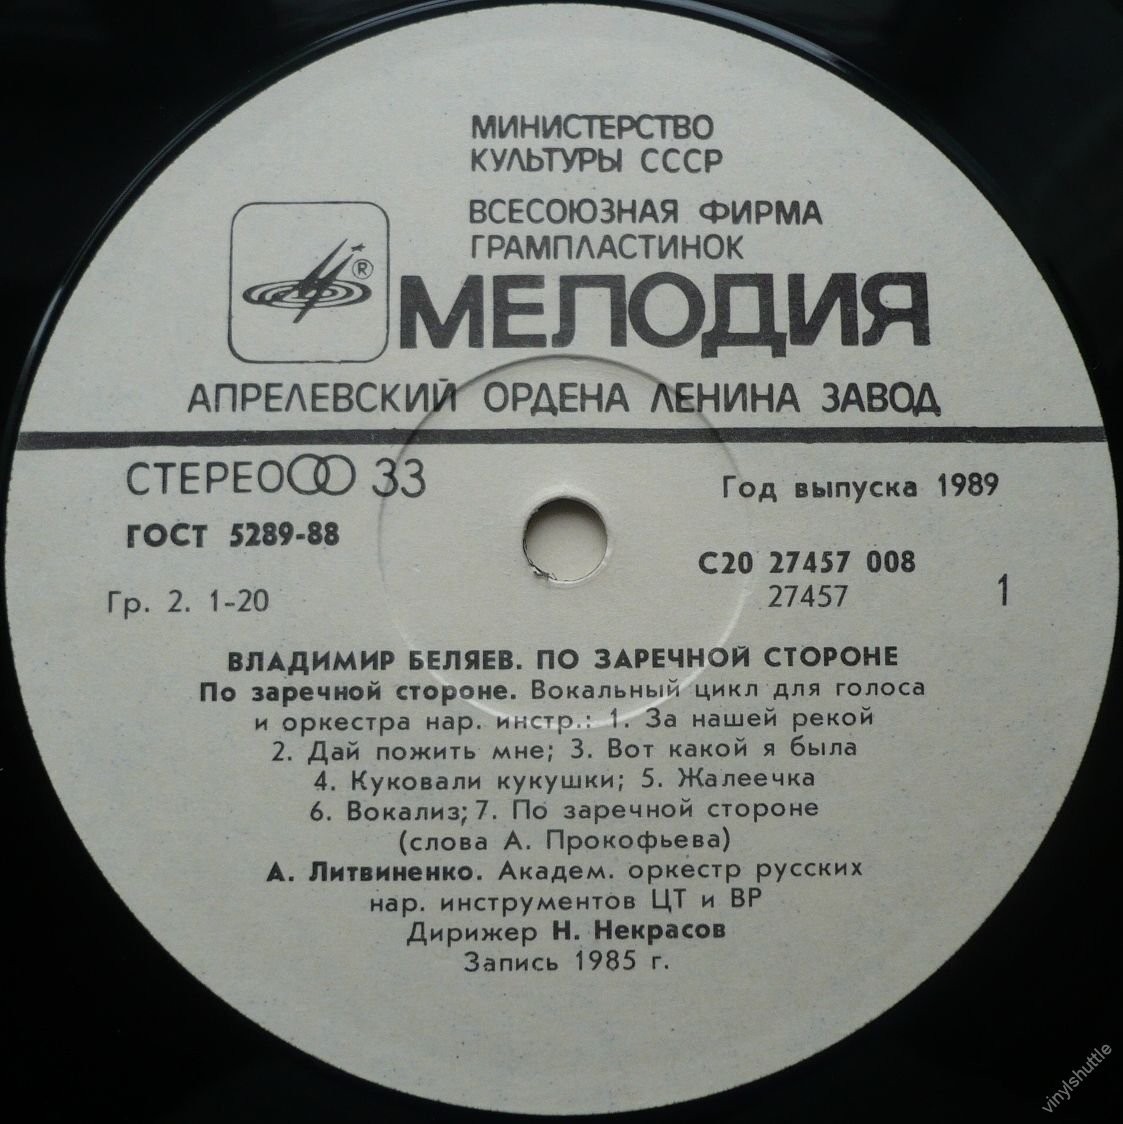 МИНИСТЕРСТВО
КУЛЬТУРЫ СССР
ВСЕСОЮЗНАЯ ФИРМА
ГРАМПЛАСТИНОК
®
МЕЛОДИЯ
АПРЕЛЕВСКИЙ ОРДЕНА ЛЕНИНА ЗАВОД
СТЕРЕО 33
Год выпуска 1989
ГОСТ 5289-88
С20 27457 008
Гр. 2. 1-20
27457
1
ВЛАДИМИР БЕЛЯЕВ. ПО ЗАРЕЧНОЙ СТОРОНЕ
По заречной стороне. Вокальный цикл для голоса
и оркестра нар. инстр.: 1. За нашей рекой
2. Дай пожить мне; 3. Вот какой я была
4. Куковали кукушки; 5. Жалеечка
6. Вокализ; 7. По заречной стороне
(слова А. Прокофьева)
А. Литвиненко. Академ. оркестр русских
нар. инструментов ЦТ и ВР
Дирижер Н. Некрасов
Запись 1985 г.
vinylshuttle